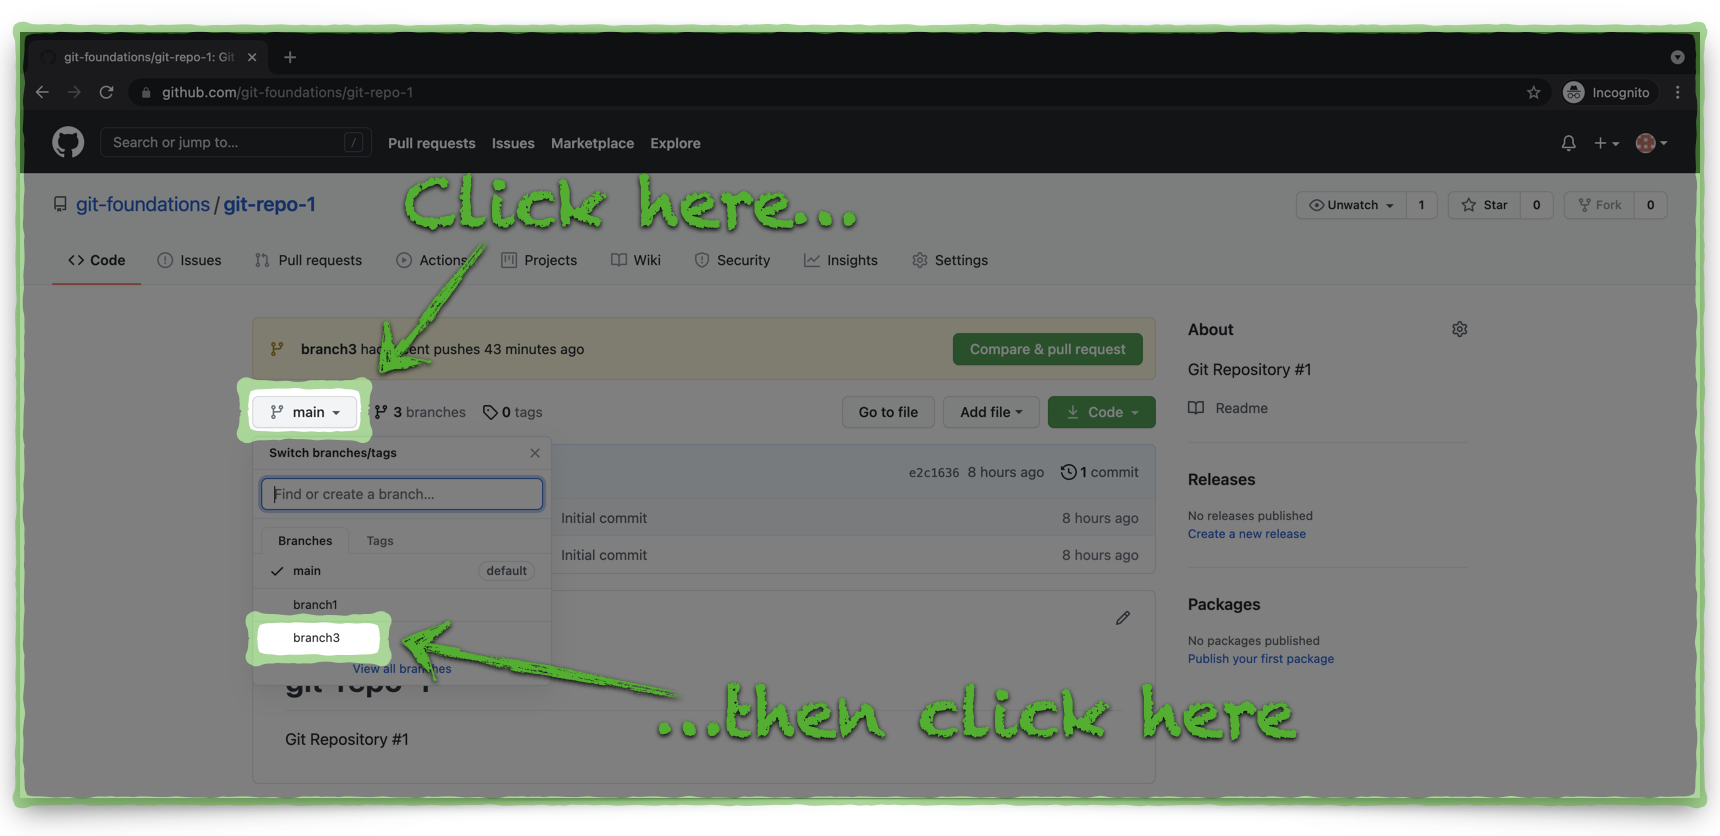 git-foundations/git-repo-1: Git
github.com/git-foundations/git-repo-1
Incognito
Search or jump to... /
Pull requests Issues Marketplace Explore
git-foundations / git-repo-1
Click here...
Unwatch 1 Star 0 Fork 0
Code Issues Pull requests Actions Projects Wiki Security Insights Settings
branch3 had recent pushes 43 minutes ago
Compare & pull request
main 3 branches 0 tags
Go to file Add file Code
Switch branches/tags
Find or create a branch...
Branches Tags
main default
branch1
branch3
View all branches
e2c1636 8 hours ago 1 commit
Initial commit 8 hours ago
Initial commit 8 hours ago
git-repo-1
Git Repository #1
...then click here
About
Git Repository #1
Readme
Releases
No releases published
Create a new release
Packages
No packages published
Publish your first package